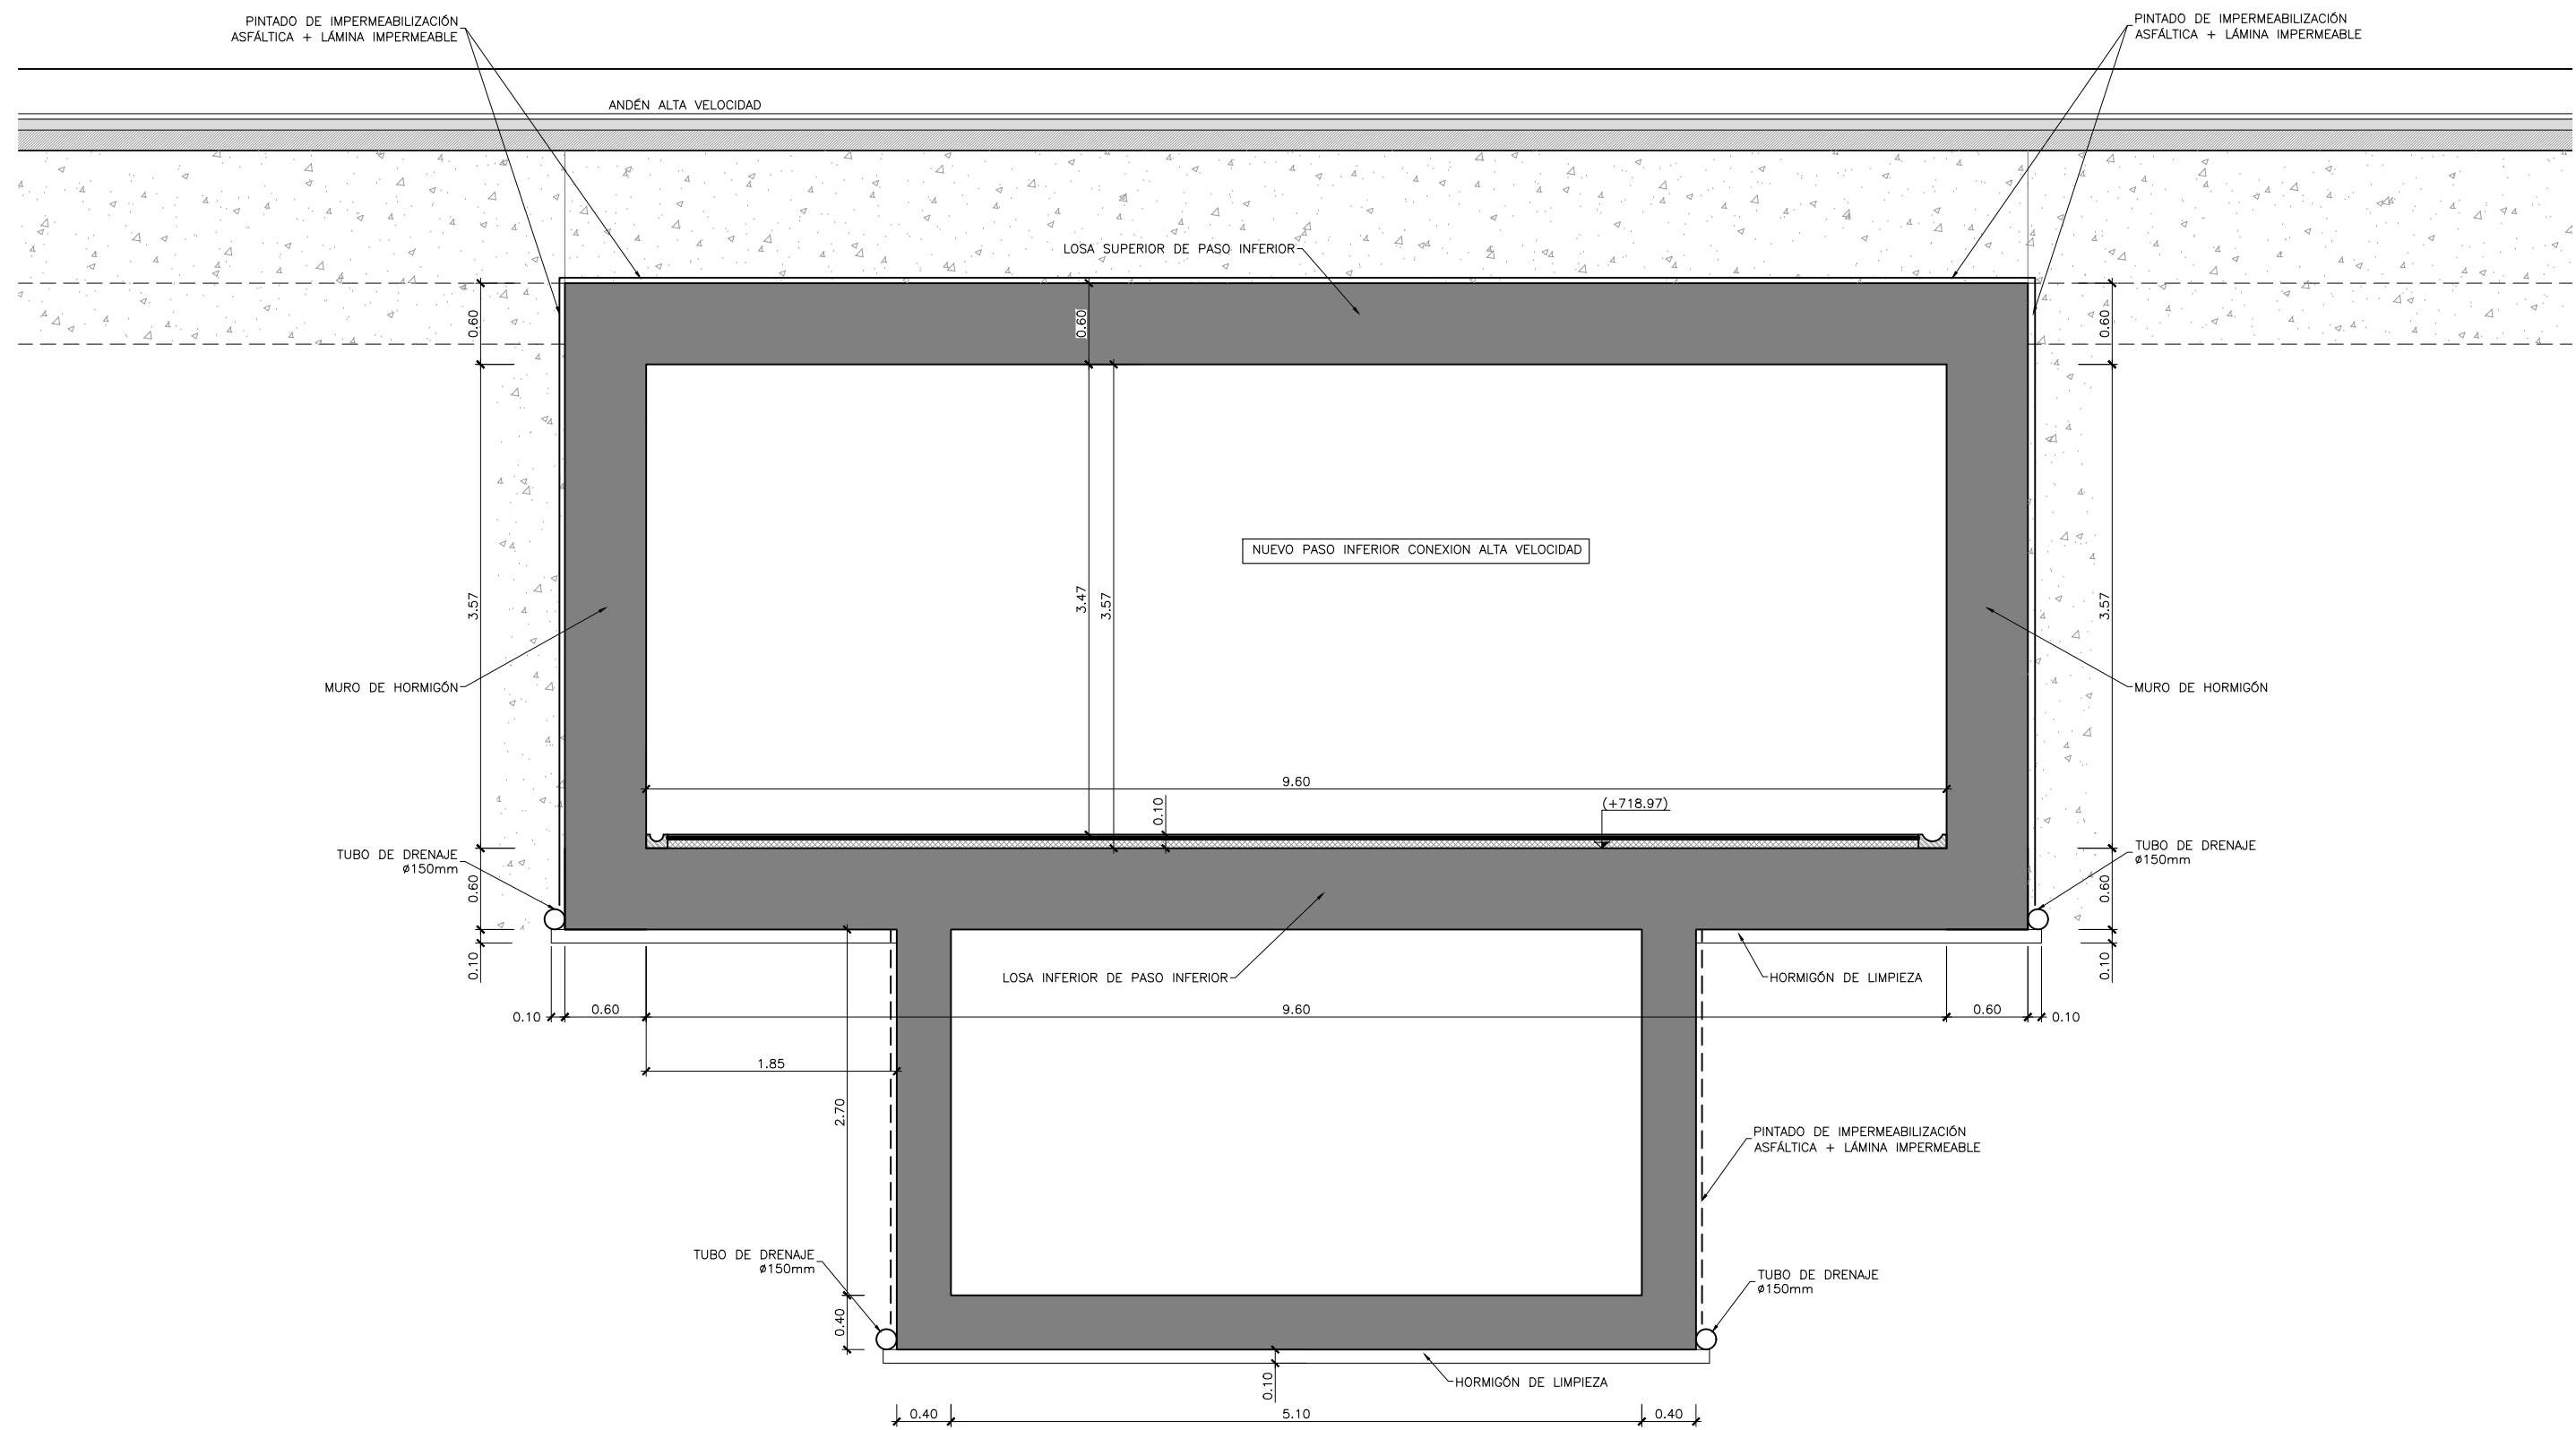 PINTADO DE IMPERMEABILIZACIÓN
ASFÁLTICA + LÁMINA IMPERMEABLE
PINTADO DE IMPERMEABILIZACIÓN
ASFÁLTICA + LÁMINA IMPERMEABLE
ANDÉN ALTA VELOCIDAD
LOSA SUPERIOR DE PASO INFERIOR
0.60
0.60
0.60
NUEVO PASO INFERIOR CONEXION ALTA VELOCIDAD
3.57
3.47
3.57
3.57
MURO DE HORMIGÓN
MURO DE HORMIGÓN
9.60
0.10
(+718.97)
TUBO DE DRENAJE
Ø150mm
TUBO DE DRENAJE
Ø150mm
0.60
0.60
0.10
LOSA INFERIOR DE PASO INFERIOR
HORMIGÓN DE LIMPIEZA
0.10
0.10
0.60
9.60
0.60
0.10
1.85
2.70
PINTADO DE IMPERMEABILIZACIÓN
ASFÁLTICA + LÁMINA IMPERMEABLE
TUBO DE DRENAJE
Ø150mm
TUBO DE DRENAJE
Ø150mm
0.40
0.10
HORMIGÓN DE LIMPIEZA
0.40
5.10
0.40